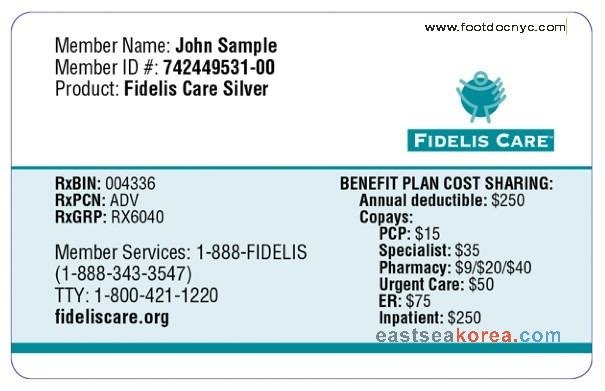 www.footdocnyc.com
Member Name: John Sample
Member ID #: 742449531-00
Product: Fidelis Care Silver
FIDELIS CARE™
RxBIN: 004336
RxPCN: ADV
RxGRP: RX6040
Member Services: 1-888-FIDELIS
(1-888-343-3547)
TTY: 1-800-421-1220
fideliscare.org
BENEFIT PLAN COST SHARING:
Annual deductible: $250
Copays:
PCP: $15
Specialist: $35
Pharmacy: $9/$20/$40
Urgent Care: $50
ER: $75
Inpatient: $250
eastseakorea.com